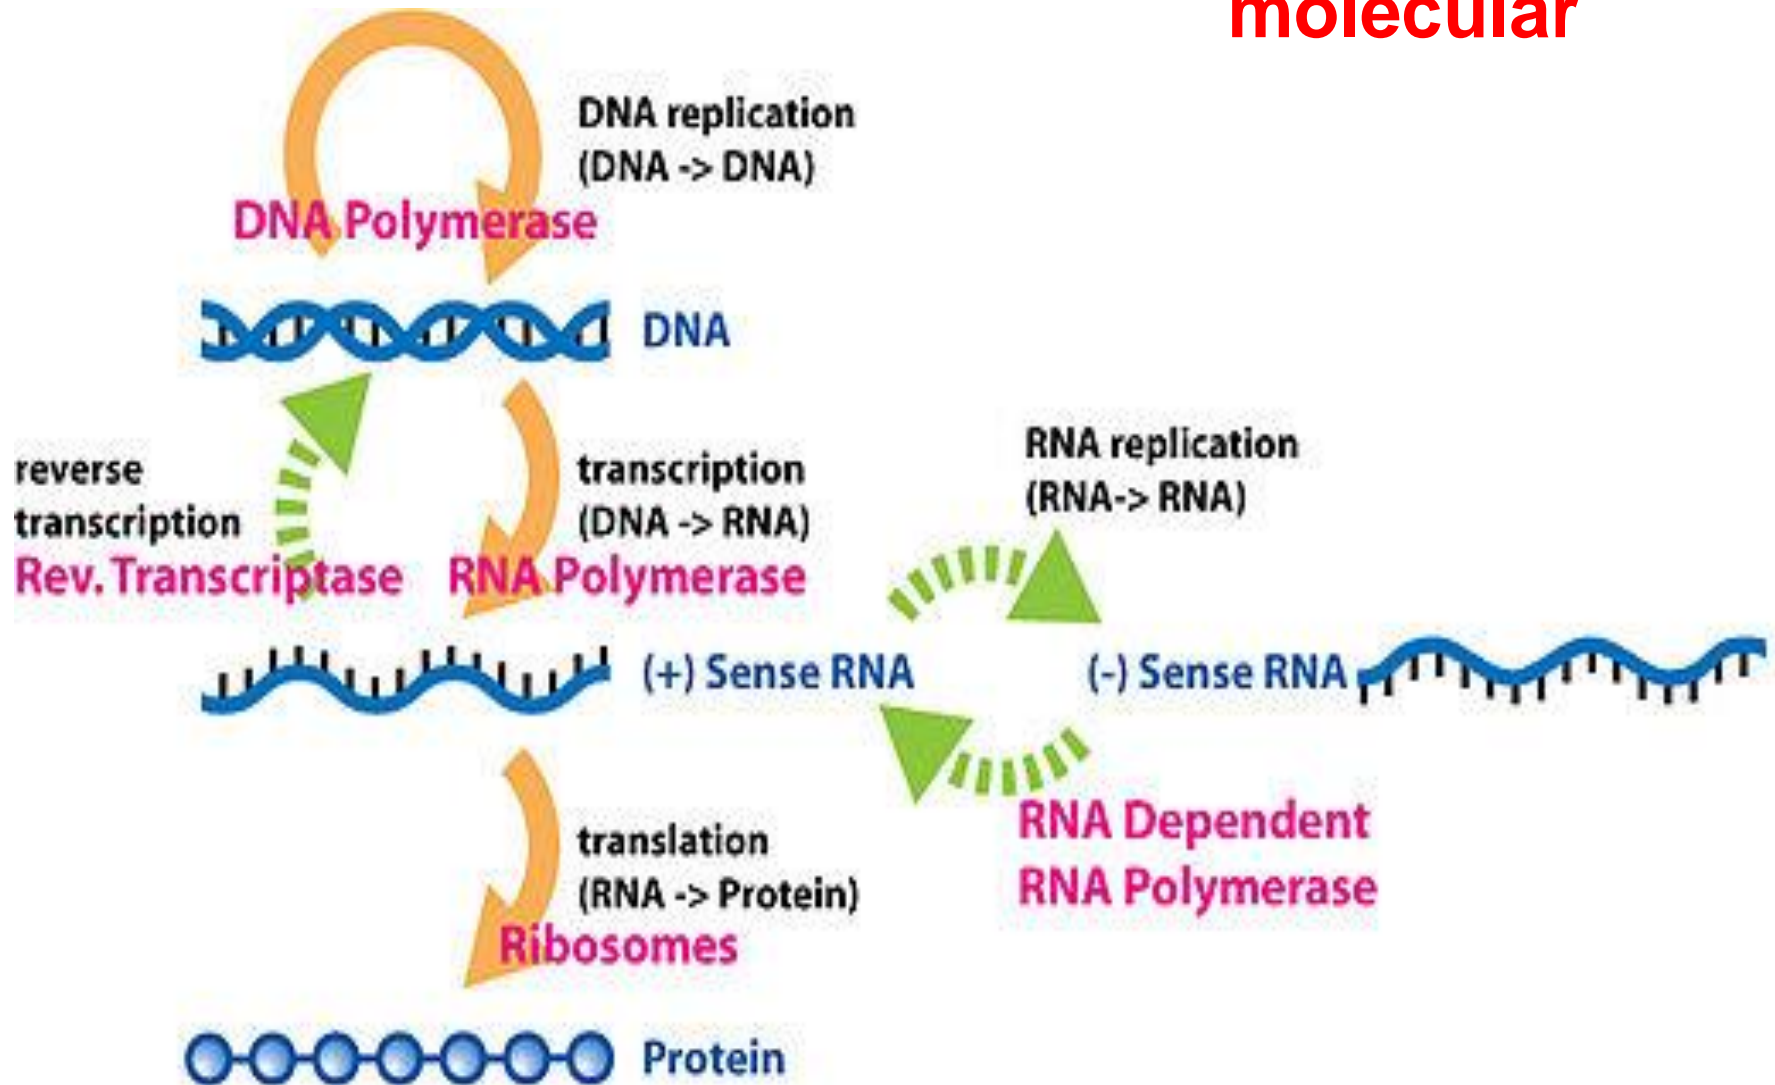 molecular
DNA replication
(DNA -> DNA)
DNA Polymerase
DNA
reverse
transcription
Rev. Transcriptase
transcription
(DNA -> RNA)
RNA Polymerase
RNA replication
(RNA-> RNA)
(+) Sense RNA
(-) Sense RNA
RNA Dependent
RNA Polymerase
translation
(RNA -> Protein)
Ribosomes
Protein